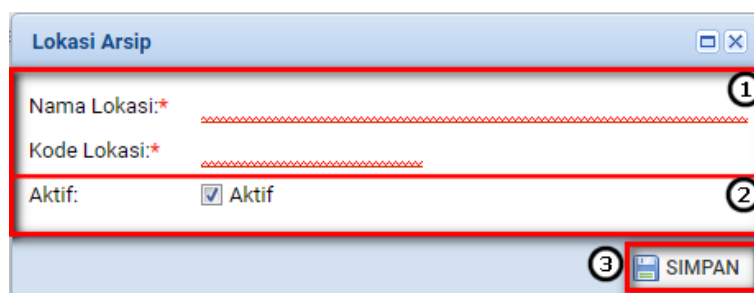 Lokasi Arsip
1
Nama Lokasi:*
Kode Lokasi:*
Aktif: Aktif 2
3 SIMPAN